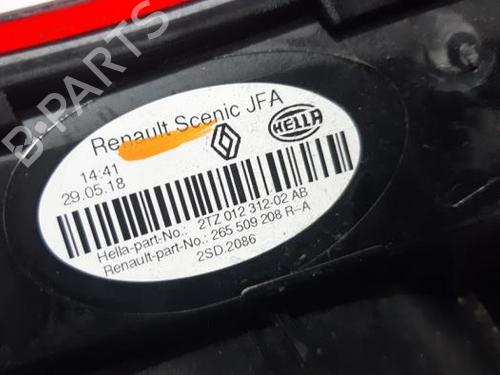 B-PARTS
Renault Scenic JFA
14:41
29.05.18
HELLA
Hella-part-No.: 2TZ 012 312-02 AB
Renault-part-No.: 265 509 208 R--A
2SD.2086